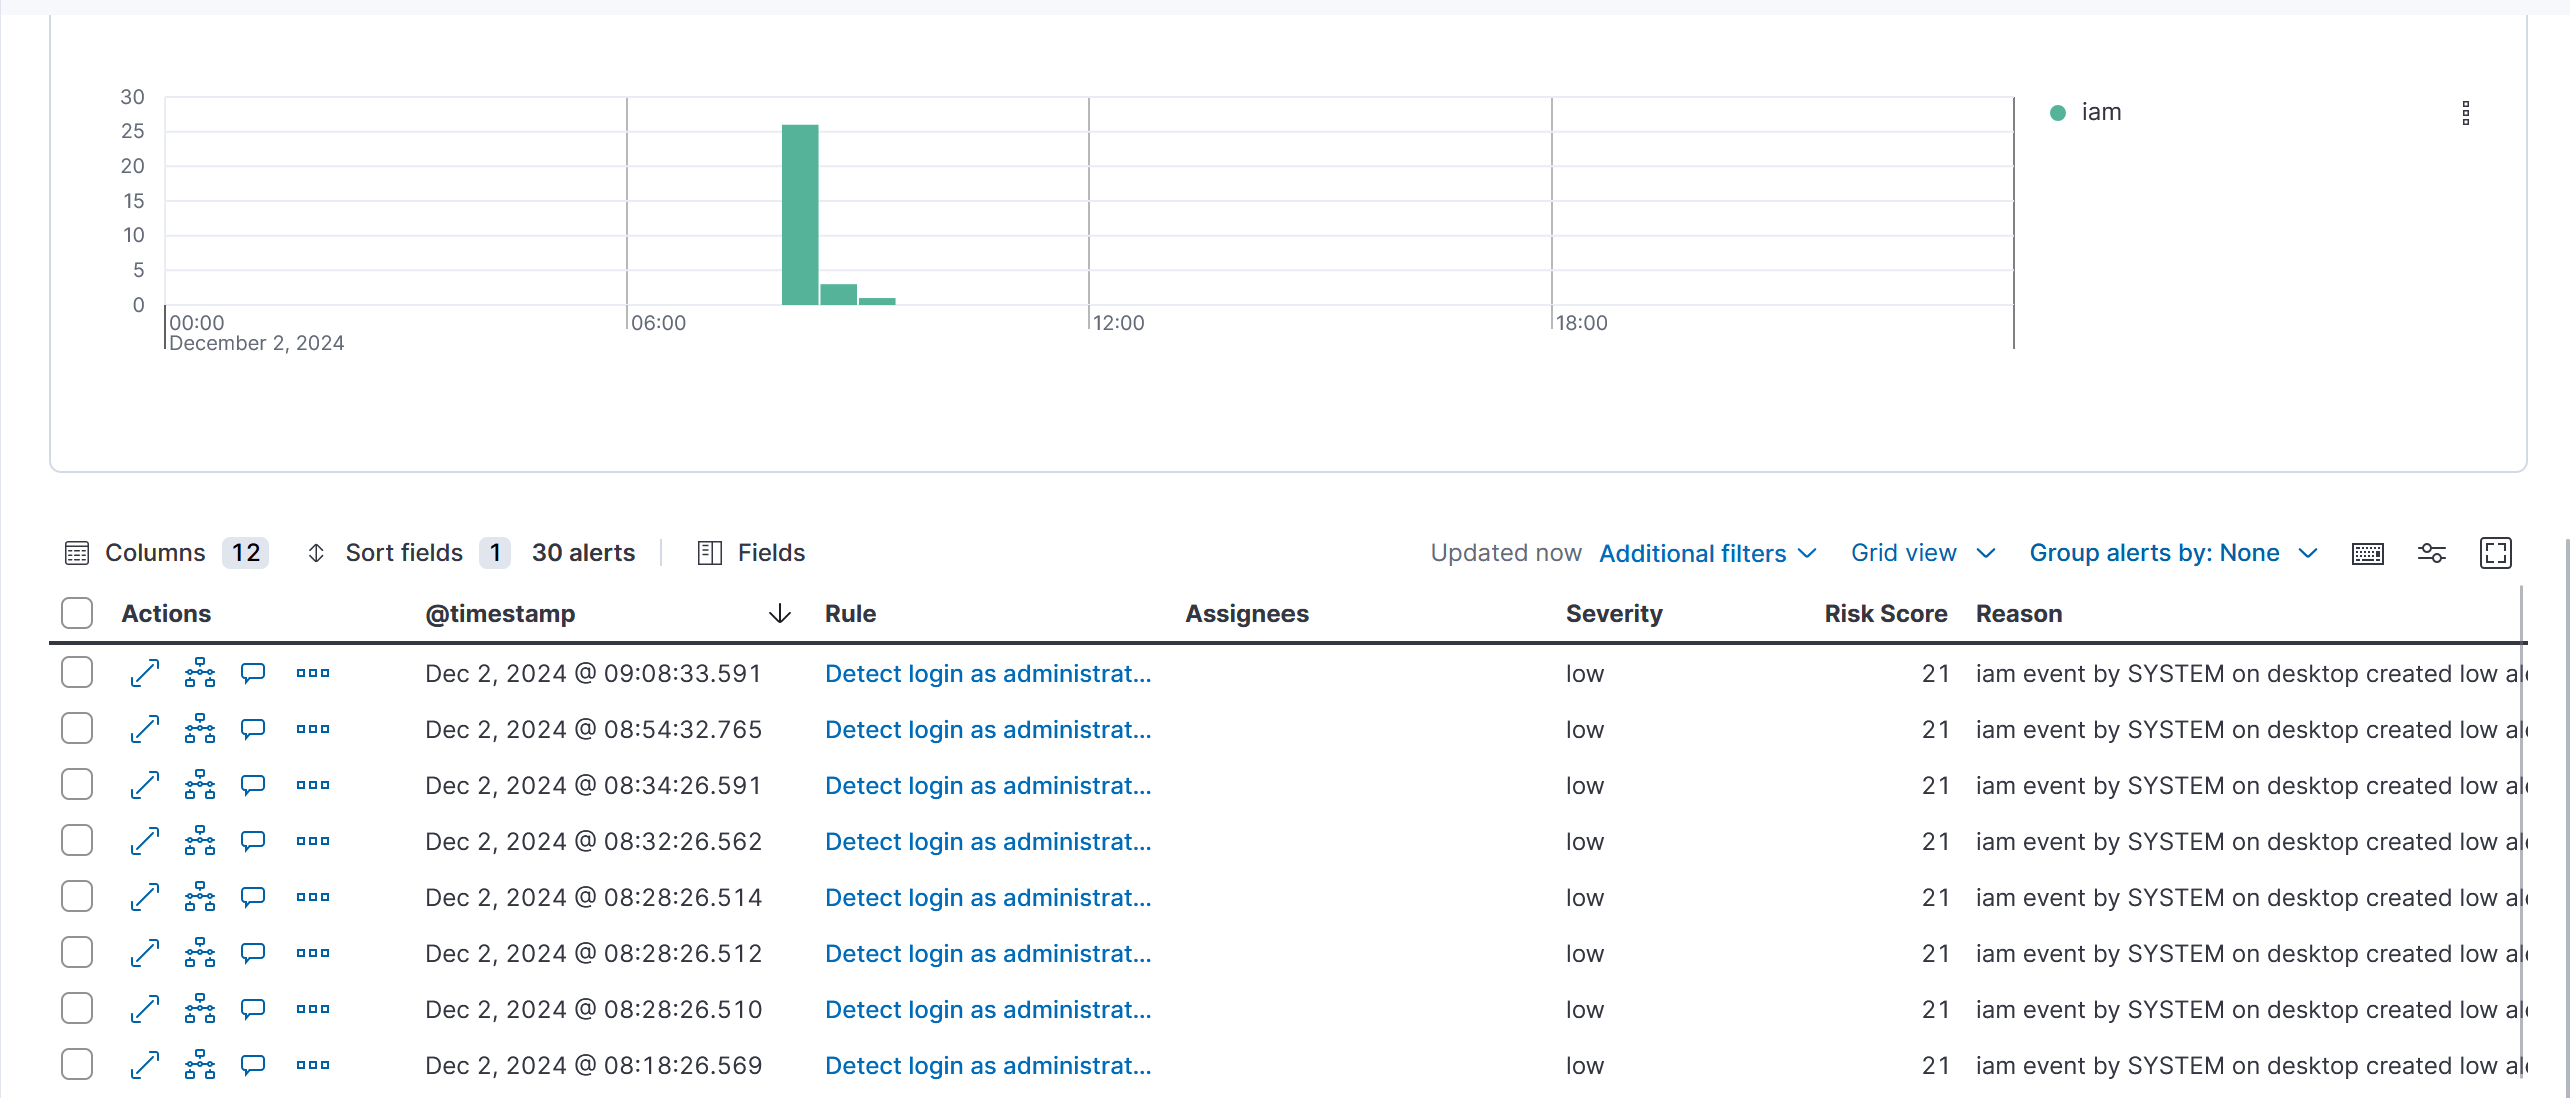 30
25
20
15
10
5
0
iam
00:00 06:00 12:00 18:00
December 2, 2024
Columns 12 Sort fields 1 30 alerts Fields Updated now Additional filters Grid view Group alerts by: None
Actions @timestamp Rule Assignees Severity Risk Score Reason
Dec 2, 2024 @ 09:08:33.591 Detect login as administrat... low 21 iam event by SYSTEM on desktop created low al
Dec 2, 2024 @ 08:54:32.765 Detect login as administrat... low 21 iam event by SYSTEM on desktop created low al
Dec 2, 2024 @ 08:34:26.591 Detect login as administrat... low 21 iam event by SYSTEM on desktop created low al
Dec 2, 2024 @ 08:32:26.562 Detect login as administrat... low 21 iam event by SYSTEM on desktop created low al
Dec 2, 2024 @ 08:28:26.514 Detect login as administrat... low 21 iam event by SYSTEM on desktop created low al
Dec 2, 2024 @ 08:28:26.512 Detect login as administrat... low 21 iam event by SYSTEM on desktop created low al
Dec 2, 2024 @ 08:28:26.510 Detect login as administrat... low 21 iam event by SYSTEM on desktop created low al
Dec 2, 2024 @ 08:18:26.569 Detect login as administrat... low 21 iam event by SYSTEM on desktop created low al